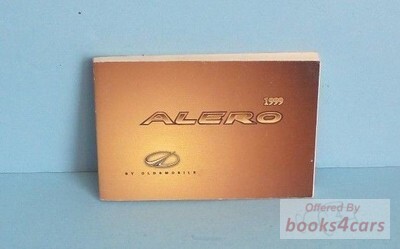 1999
ALERO
BY OLDSMOBILE
Offered By
books4cars